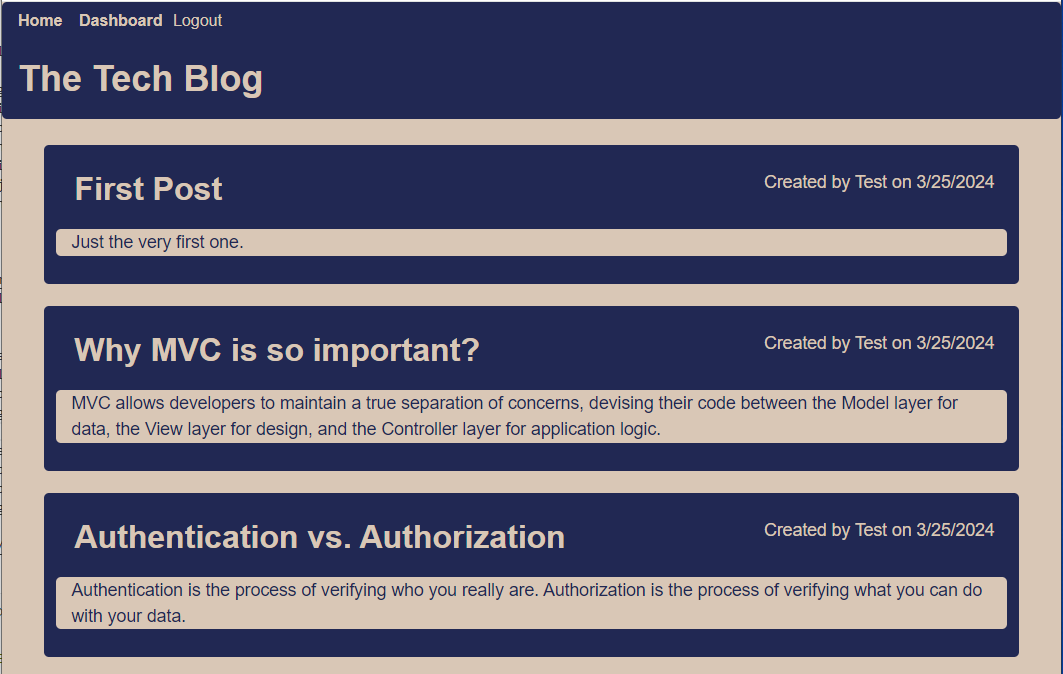 Home Dashboard Logout
The Tech Blog
First Post
Created by Test on 3/25/2024
Just the very first one.
Why MVC is so important?
Created by Test on 3/25/2024
MVC allows developers to maintain a true separation of concerns, devising their code between the Model layer for
data, the View layer for design, and the Controller layer for application logic.
Authentication vs. Authorization
Created by Test on 3/25/2024
Authentication is the process of verifying who you really are. Authorization is the process of verifying what you can do
with your data.